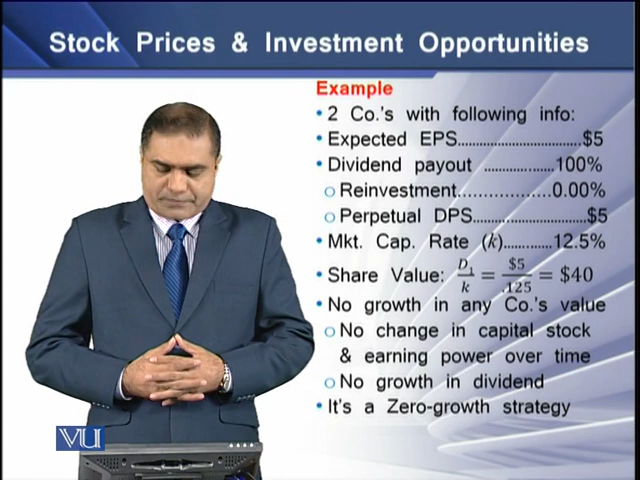 Stock Prices & Investment Opportunities
Example
• 2 Co.'s with following info:
• Expected EPS.................................$5
• Dividend payout ...................100%
o Reinvestment..................0.00%
o Perpetual DPS..............................$5
• Mkt. Cap. Rate (k)............12.5%
• Share Value: D₁/k = $5/.125 = $40
• No growth in any Co.'s value
o No change in capital stock
& earning power over time
o No growth in dividend
• It's a Zero-growth strategy
VU